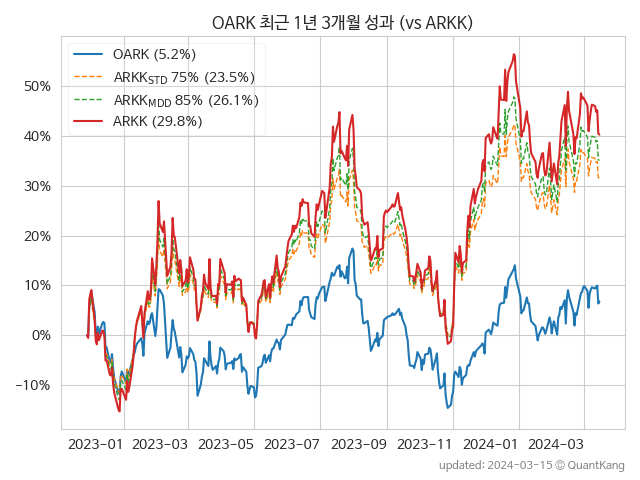 OARK 최근 1년 3개월 성과 (vs ARKK)
OARK (5.2%)
ARKKSTD 75% (23.5%)
ARKKMDD 85% (26.1%)
ARKK (29.8%)
50%
40%
30%
20%
10%
0%
−10%
2023-01 2023-03 2023-05 2023-07 2023-09 2023-11 2024-01 2024-03
updated: 2024-03-15 © QuantKang